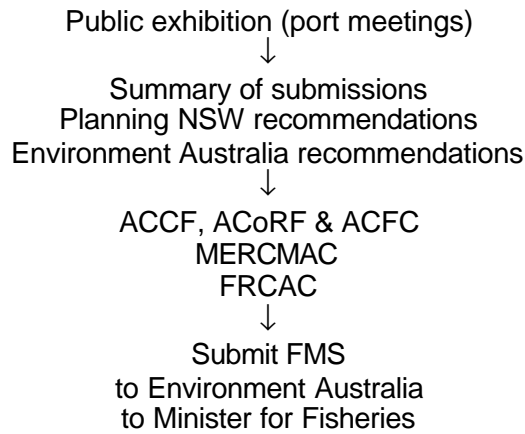 Public exhibition (port meetings)
↓
Summary of submissions
Planning NSW recommendations
Environment Australia recommendations
↓
ACCF, ACoRF & ACFC
MERCMAC
FRCAC
↓
Submit FMS
to Environment Australia
to Minister for Fisheries